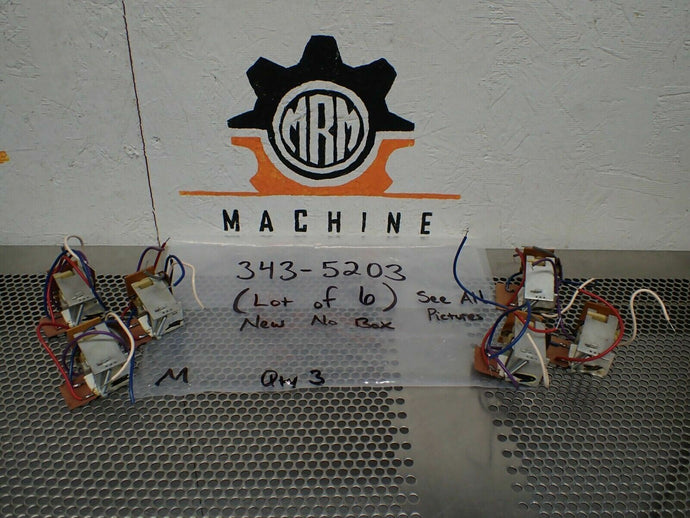 MRM
MACHINE
343-5203
(Lot of 6)
New No Box
See All
Pictures
M
Qty 3